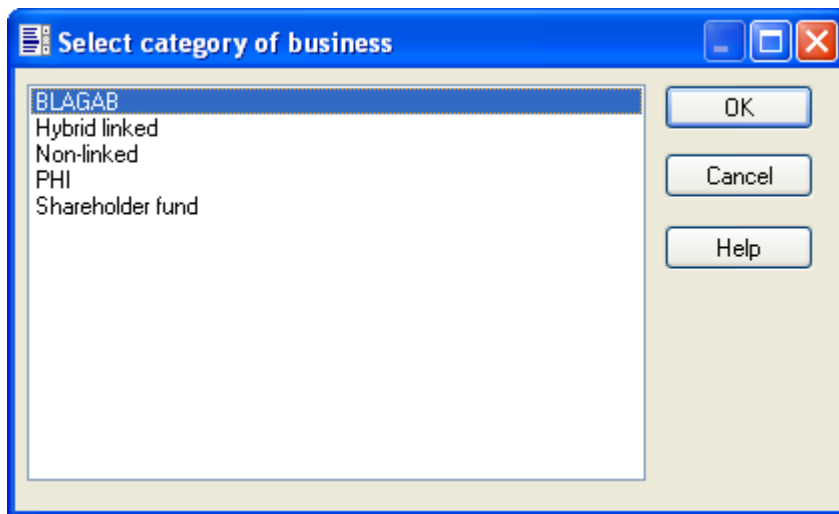 Select category of business
BLAGAB
Hybrid linked
Non-linked
PHI
Shareholder fund
OK
Cancel
Help